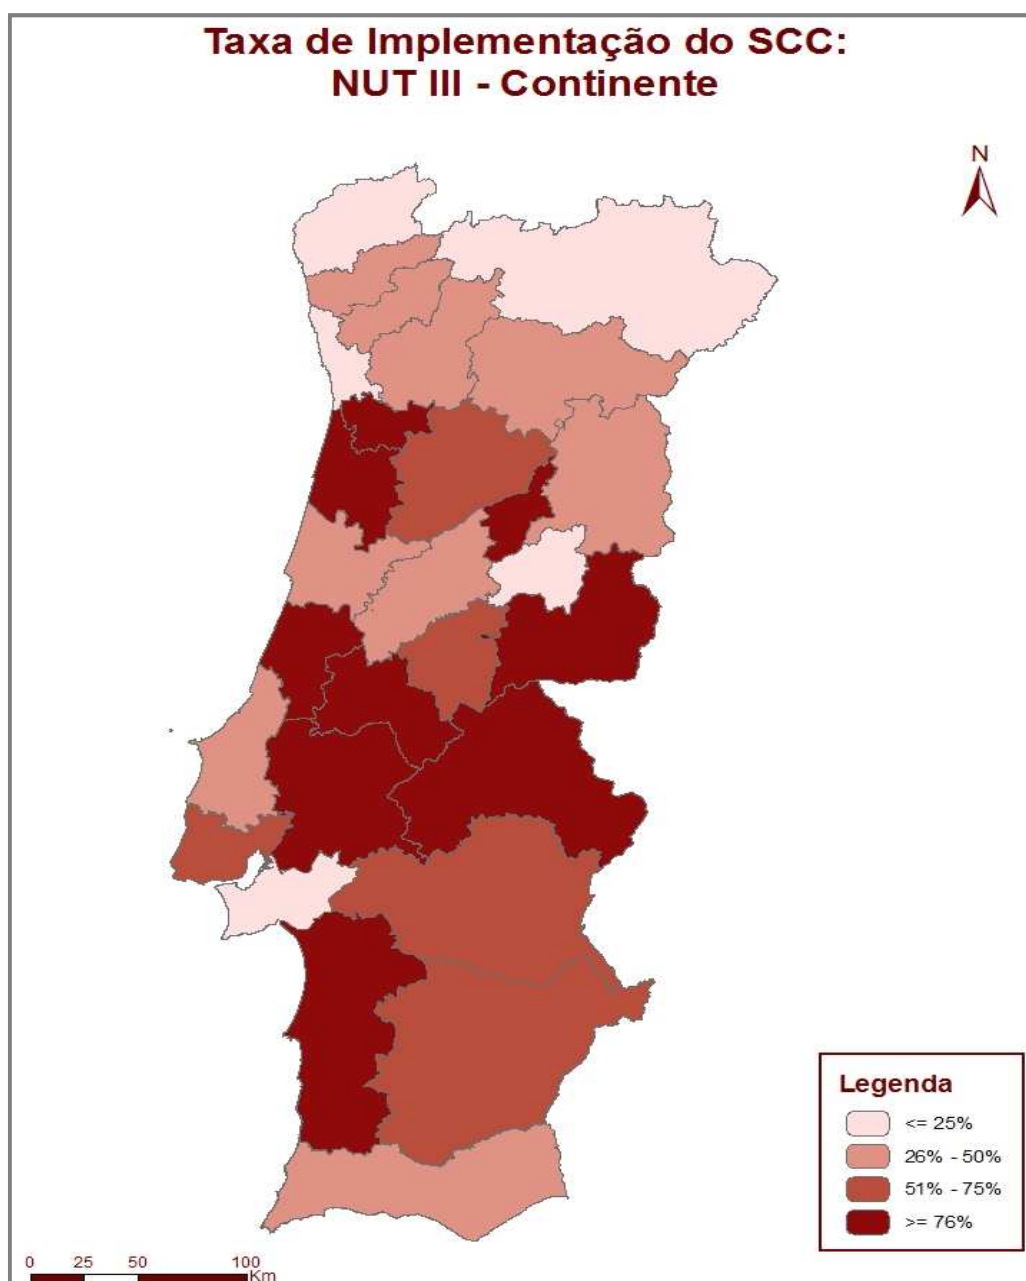 Taxa de Implementação do SCC:
NUT III - Continente
N
Legenda
<= 25%
26% - 50%
51% - 75%
>= 76%
0 25 50 100
Km